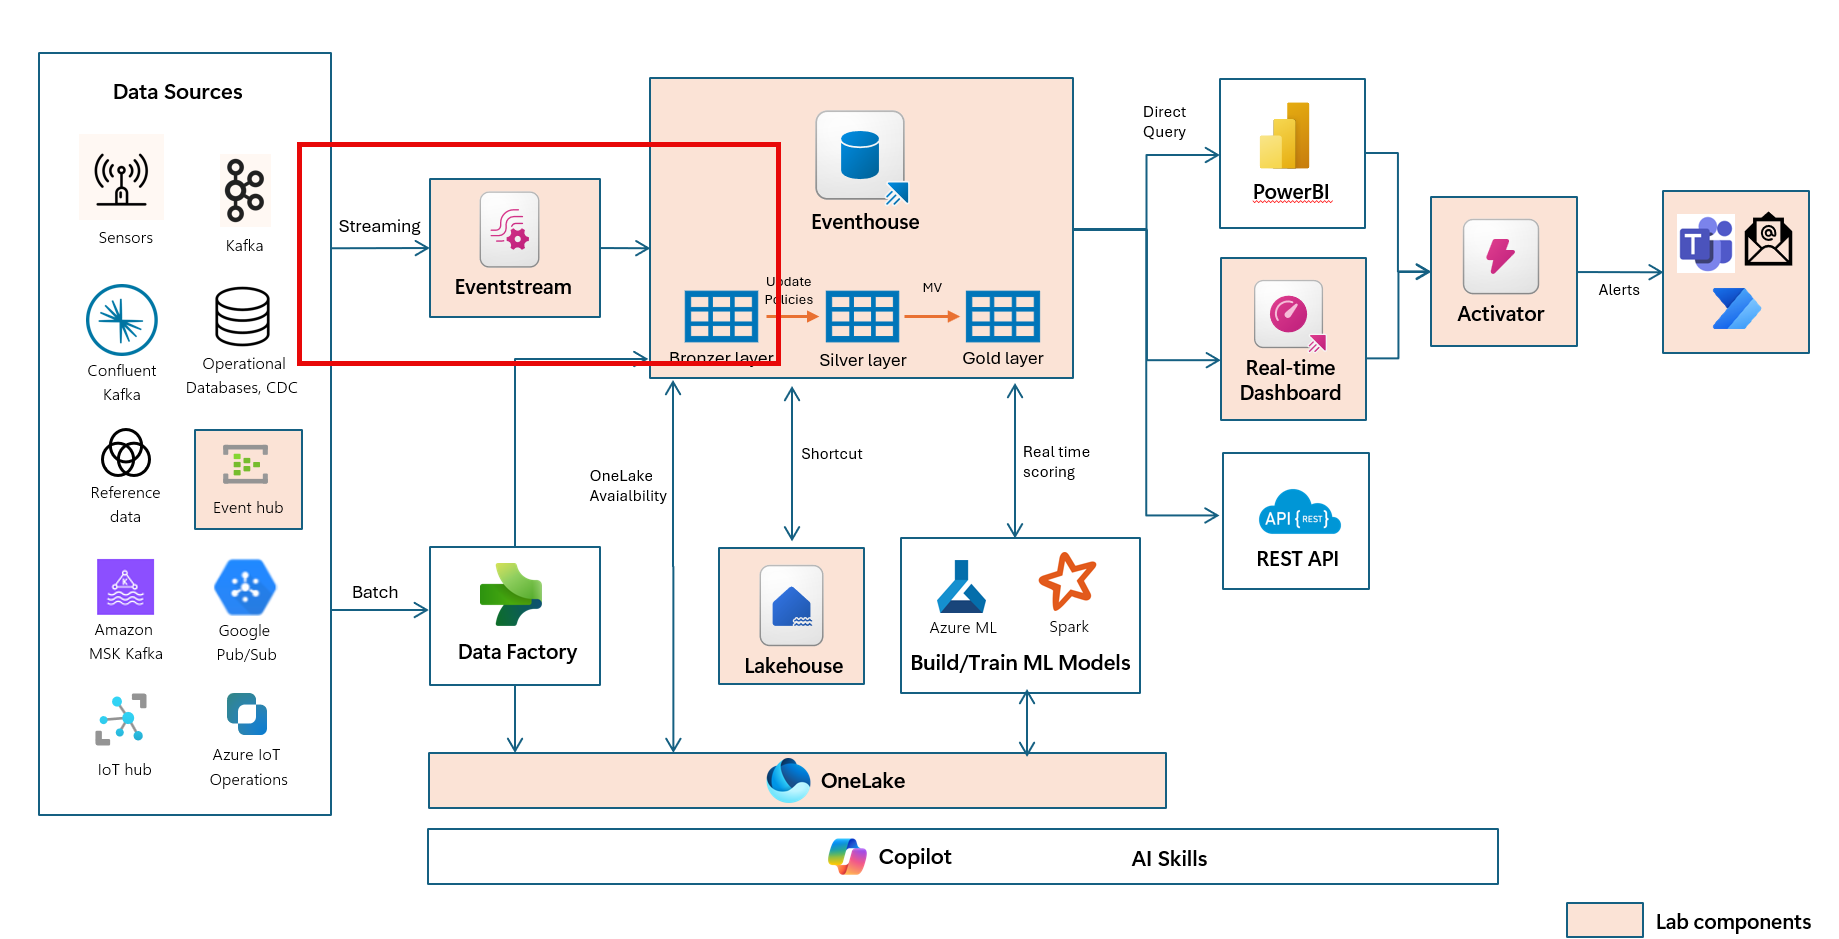 Data Sources
Sensors
Kafka
Confluent
Kafka
Operational
Databases, CDC
Reference
data
Event hub
Amazon
MSK Kafka
Google
Pub/Sub
IoT hub
Azure IoT
Operations
Streaming
Batch
Eventstream
Data Factory
Eventhouse
Update
Policies
MV
Bronzer layer
Silver layer
Gold layer
OneLake
Avaialbility
Shortcut
Real time
scoring
Lakehouse
Azure ML
Spark
Build/Train ML Models
Direct
Query
PowerBI
Real-time
Dashboard
API {REST}
REST API
Activator
Alerts
T
@
OneLake
Copilot
AI Skills
Lab components